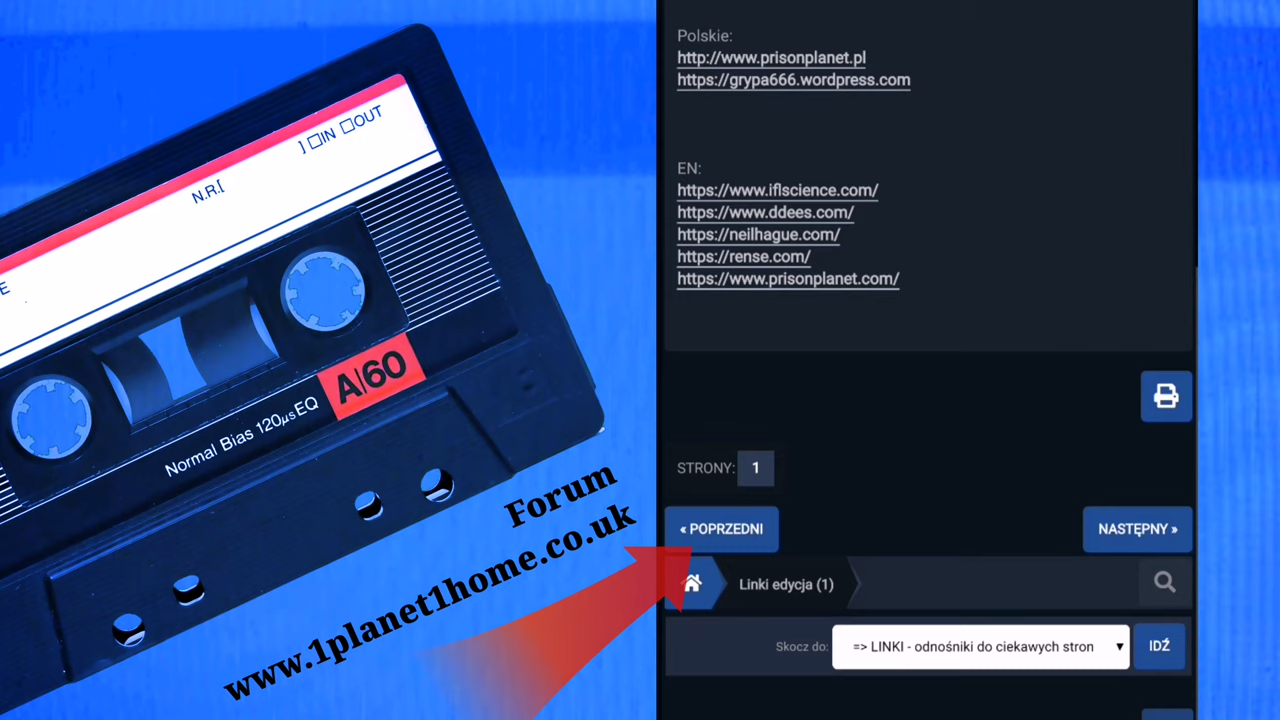 ] □IN □OUT
N.R.[
E
A/60
Normal Bias 120µs EQ
Forum
www.1planet1home.co.uk
Polskie:
http://www.prisonplanet.pl
https://grypa666.wordpress.com
EN:
https://www.iflscience.com/
https://www.ddees.com/
https://neilhague.com/
https://rense.com/
https://www.prisonplanet.com/
STRONY: 1
« POPRZEDNI
NASTĘPNY »
Linki edycja (1)
Skocz do: => LINKI - odnośniki do ciekawych stron ▾ IDŹ